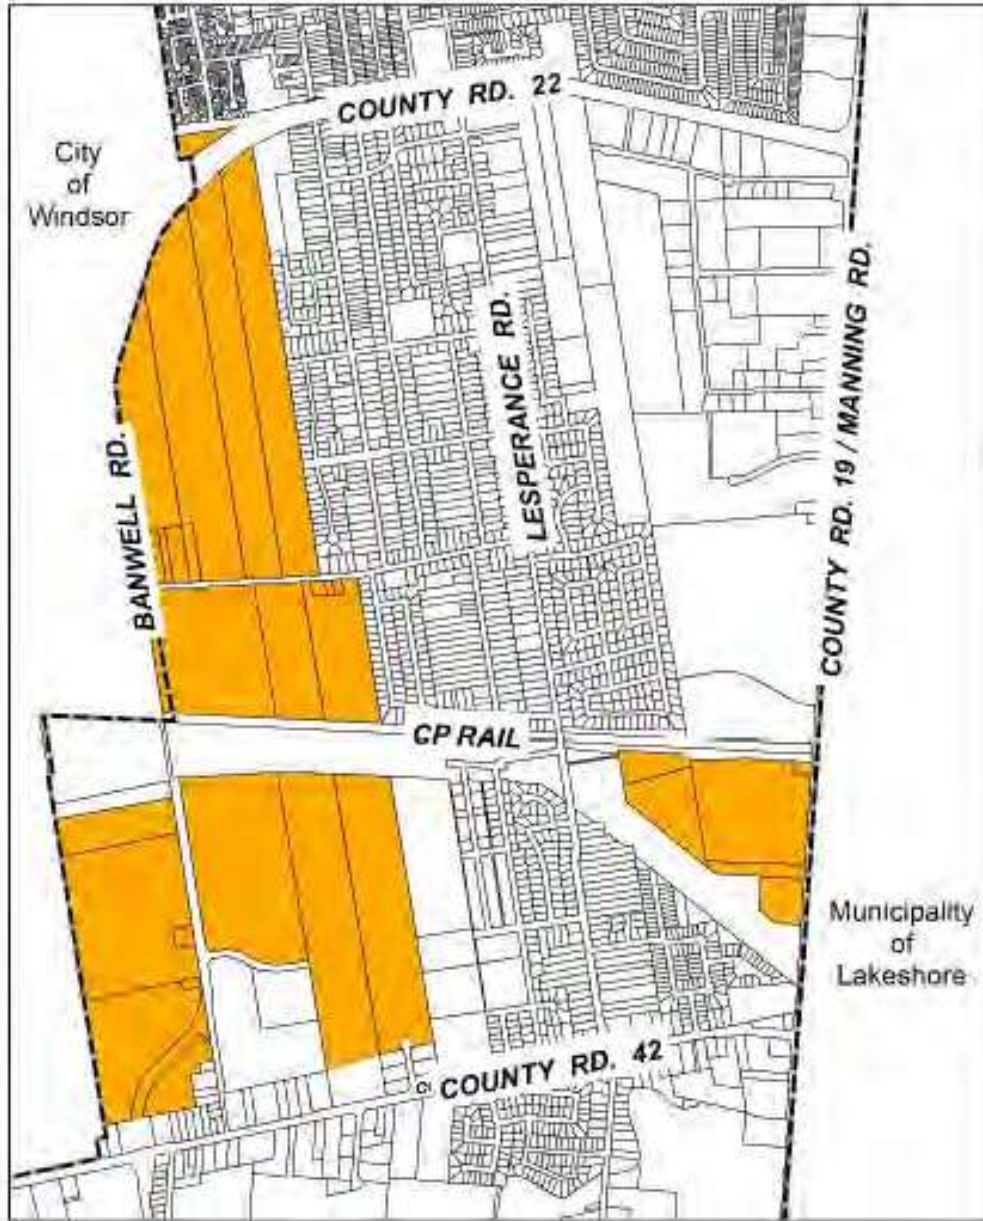 COUNTY RD. 22
City
of
Windsor
LESPERANCE RD.
COUNTY RD. 19 / MANNING RD.
BANWELL RD.
CP RAIL
Municipality
of
Lakeshore
COUNTY RD. 42